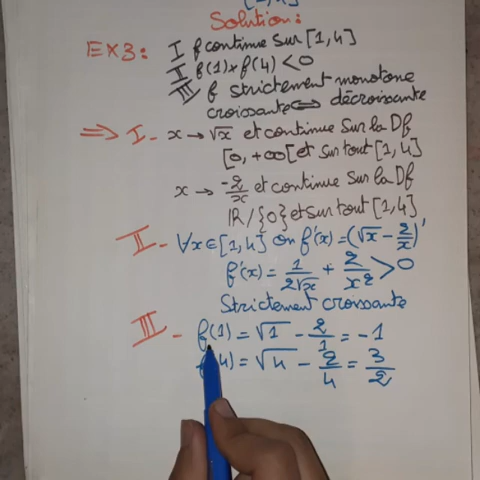 Solution:
EX3: I f continue sur [1,4]
II f(1)×f(4)<0
III f strictement monotone
croissante ⇔ décroissante
⇒ I- x → √x et continue sur la Df
[0,+∞[ et sur tout [1,4]
x → -2/x et continue sur la Df
IR/{0} et sur tout [1,4]
II- ∀x∈[1,4] on f'(x)=(√x - 2/x)'
f'(x)= 1/2√x + 2/x² >0
Strictement croissante
III- f(1)=√1 - 2/1 = -1
f(4)=√4 - 2/4 = 3/2